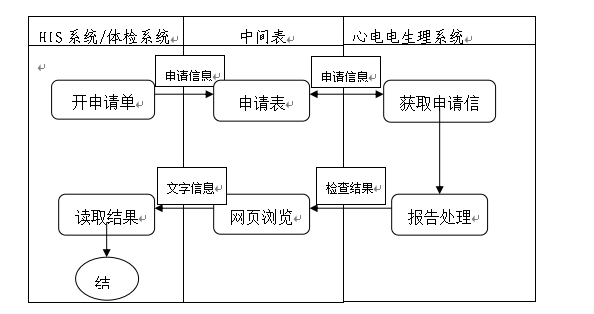 HIS 系统/体检系统
中间表
心电电生理系统
申请信息
申请信息
开申请单
申请表
获取申请信
文字信息
检查结果
读取结果
网页浏览
报告处理
结